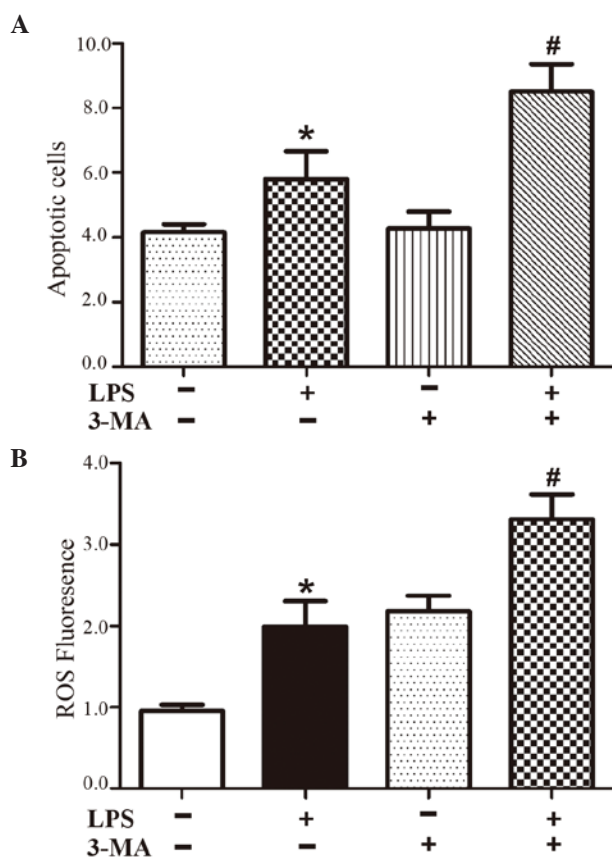 A
10.0
8.0
6.0
4.0
2.0
0.0
Apoptotic cells
*
#
LPS − + − +
3-MA − − + +
B
4.0
3.0
2.0
1.0
0.0
ROS Fluoresence
*
#
LPS − + − +
3-MA − − + +